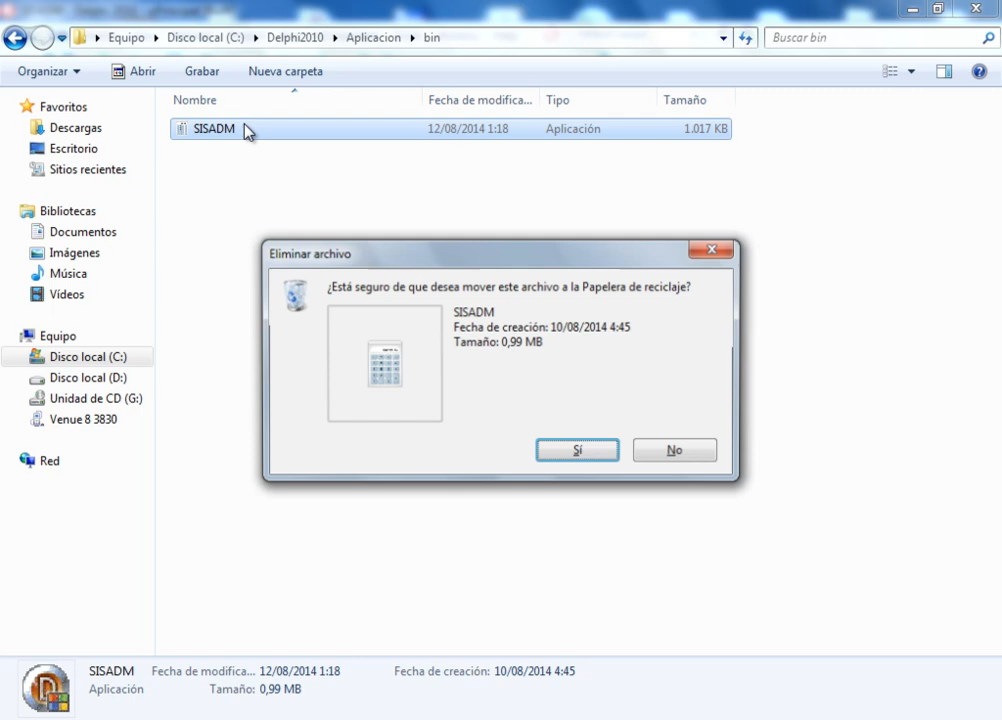 Equipo Disco local (C:) Delphi2010 Aplicacion bin
Buscar bin
Organizar Abrir Grabar Nueva carpeta
Favoritos
Descargas
Escritorio
Sitios recientes
Bibliotecas
Documentos
Imágenes
Música
Vídeos
Equipo
Disco local (C:)
Disco local (D:)
Unidad de CD (G:)
Venue 8 3830
Red
Nombre Fecha de modifica... Tipo Tamaño
SISADM 12/08/2014 1:18 Aplicación 1.017 KB
Eliminar archivo
¿Está seguro de que desea mover este archivo a la Papelera de reciclaje?
SISADM
Fecha de creación: 10/08/2014 4:45
Tamaño: 0,99 MB
Sí No
SISADM Fecha de modifica... 12/08/2014 1:18 Fecha de creación: 10/08/2014 4:45
Aplicación Tamaño: 0,99 MB